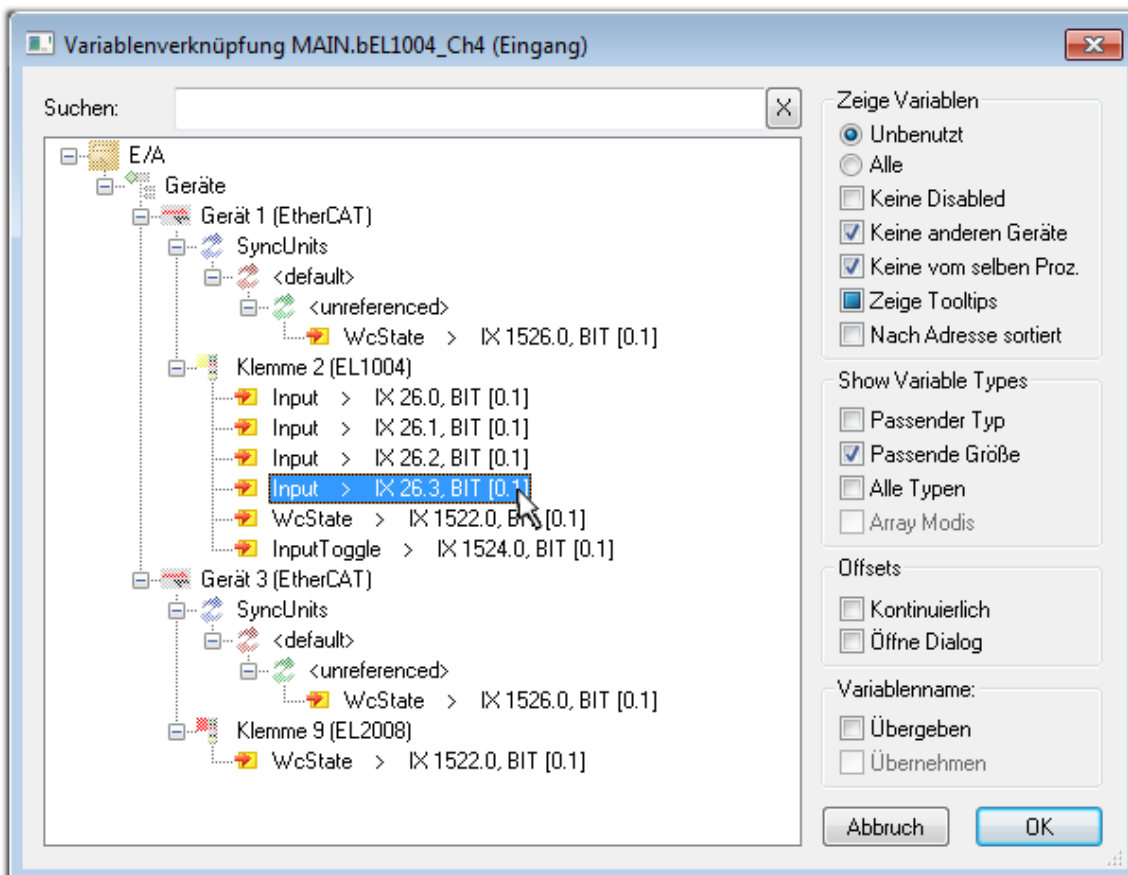 Variablenverknüpfung MAIN.bEL1004_Ch4 (Eingang)
Suchen:
X
E/A
Geräte
Gerät 1 (EtherCAT)
SyncUnits
<default>
<unreferenced>
WcState > IX 1526.0, BIT [0.1]
Klemme 2 (EL1004)
Input > IX 26.0, BIT [0.1]
Input > IX 26.1, BIT [0.1]
Input > IX 26.2, BIT [0.1]
Input > IX 26.3, BIT [0.1]
WcState > IX 1522.0, BIT [0.1]
InputToggle > IX 1524.0, BIT [0.1]
Gerät 3 (EtherCAT)
SyncUnits
<default>
<unreferenced>
WcState > IX 1526.0, BIT [0.1]
Klemme 9 (EL2008)
WcState > IX 1522.0, BIT [0.1]
Zeige Variablen
Unbenutzt
Alle
Keine Disabled
Keine anderen Geräte
Keine vom selben Proz.
Zeige Tooltips
Nach Adresse sortiert
Show Variable Types
Passender Typ
Passende Größe
Alle Typen
Array Modis
Offsets
Kontinuierlich
Öffne Dialog
Variablenname:
Übergeben
Übernehmen
Abbruch
OK